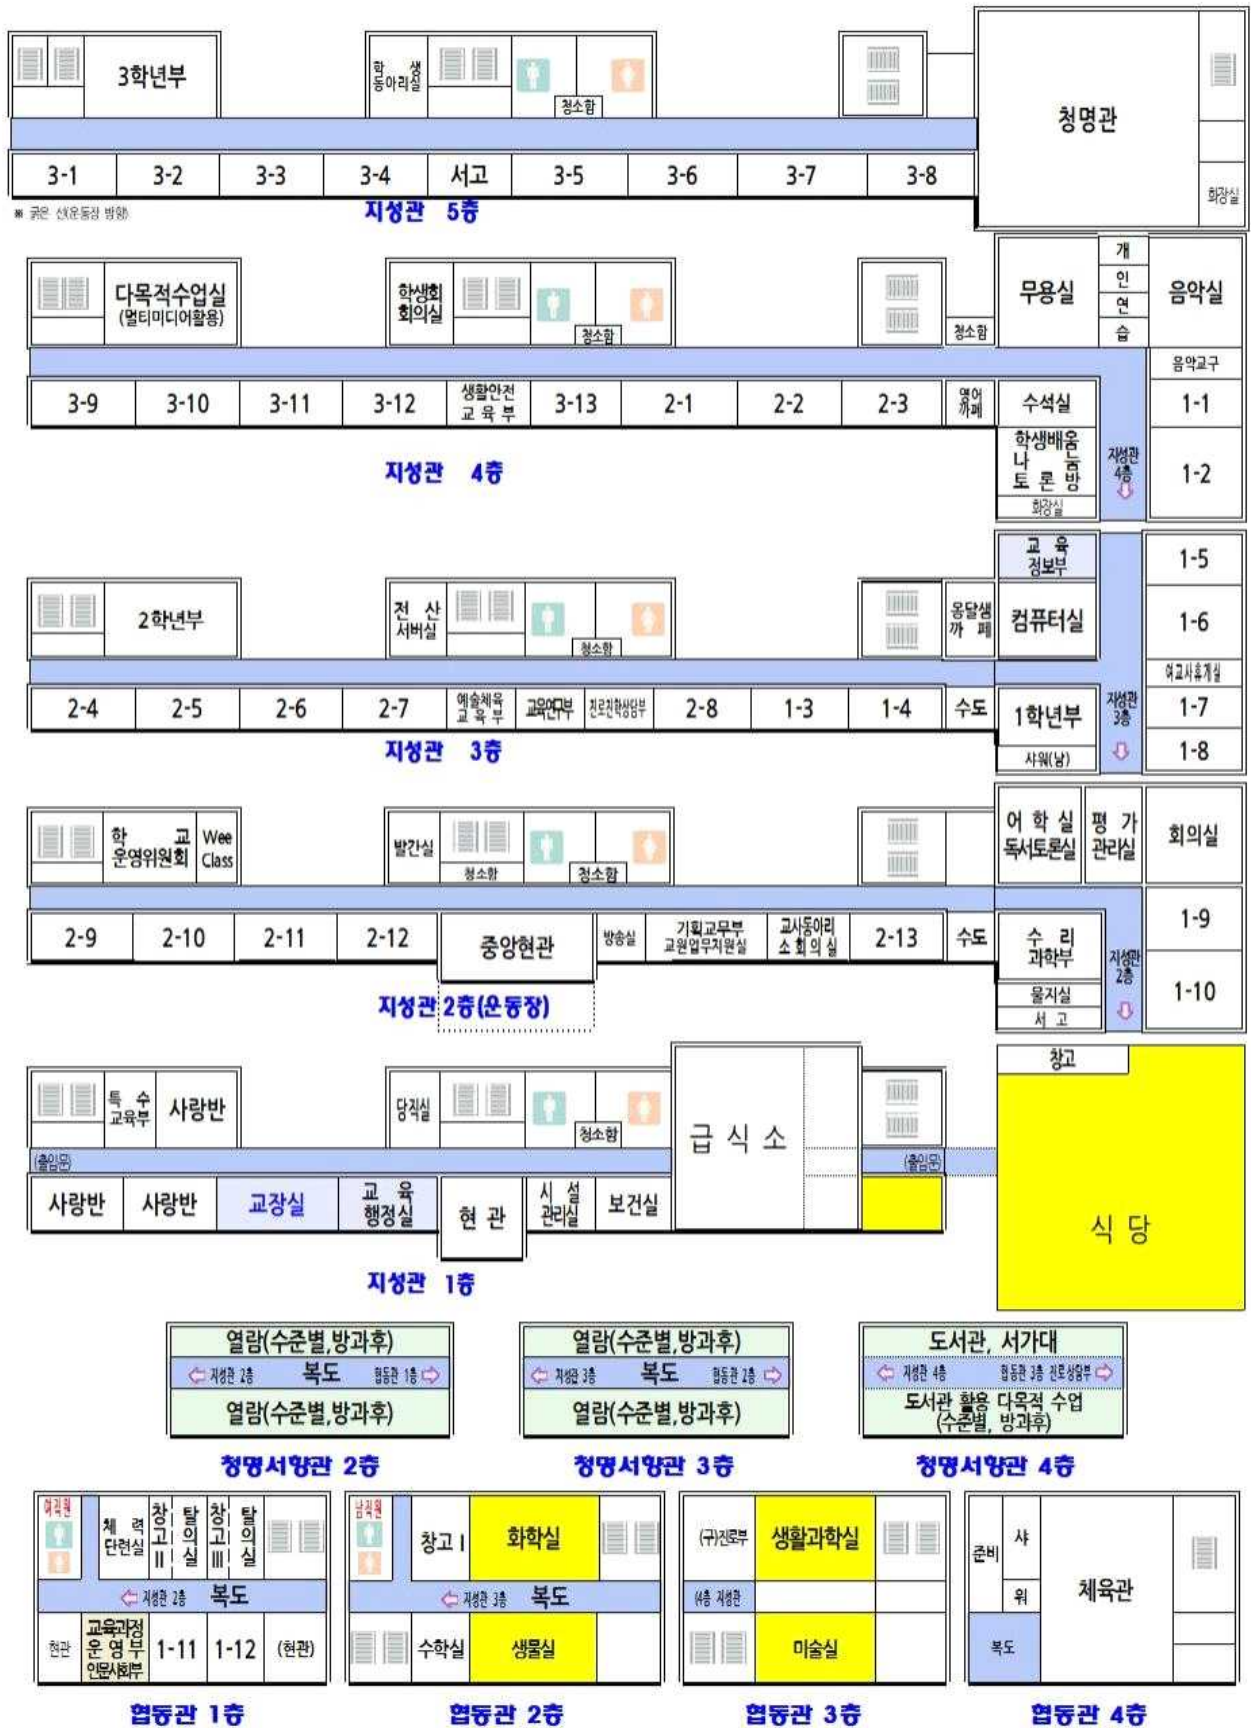 3학년부
학 생
동아리실
청소함
청명관
화장실
3-1 3-2 3-3 3-4 서고 3-5 3-6 3-7 3-8
※ 굵은 선(운동장 방향)
지성관 5층
다목적수업실
(멀티미디어활용)
학생회
회의실
청소함
청소함
무용실
개
인
연
습
음악실
음악교구
3-9 3-10 3-11 3-12 생활안전
교 육 부
3-13 2-1 2-2 2-3 영어
까페
수석실
1-1
학생배움
나 눔
토 론 방
화장실
지성관
4층
1-2
지성관 4층
교 육
정보부
1-5
2학년부
전 산
서버실
청소함
옹달샘
까 페
컴퓨터실
1-6
여교사휴게실
2-4 2-5 2-6 2-7 예술체육
교 육 부
교육연구부 진로진학상담부 2-8 1-3 1-4 수도
1학년부
지성관
3층
1-7
샤워(남)
1-8
지성관 3층
학 교
운영위원회
Wee
Class
발간실
청소함
청소함
어 학 실
독서토론실
평 가
관리실
회의실
2-9 2-10 2-11 2-12 중앙현관 방송실 기획교무부
교원업무지원실
교사동아리
소 회 의 실
2-13 수도
수 리
과학부
물지실
서 고
지성관
2층
1-9
1-10
지성관 2층(운동장)
특 수
교육부
사랑반
당직실
청소함
급 식 소
창고
(출입문)
(출입문)
사랑반 사랑반 교장실 교 육
행정실
현 관
시 설
관리실
보건실
식 당
지성관 1층
열람(수준별,방과후)
지성관 2층 복도 협동관 1층
열람(수준별,방과후)
청명서향관 2층
열람(수준별,방과후)
지성관 3층 복도 협동관 2층
열람(수준별,방과후)
청명서향관 3층
도서관, 서가대
지성관 4층 협동관 3층 진로상담부
도서관 활용 다목적 수업
(수준별, 방과후)
청명서향관 4층
여직원
체 력
단련실
창고II
탈의실
창고III
탈의실
지성관 2층 복도
현관
교육과정
운 영 부
인문사회부
1-11 1-12 (현관)
협동관 1층
남직원
창고 I
화학실
지성관 3층 복도
수학실
생물실
협동관 2층
(구)진로부
생활과학실
(4층 지성관
미술실
협동관 3층
준비
샤
워
복도
체육관
협동관 4층